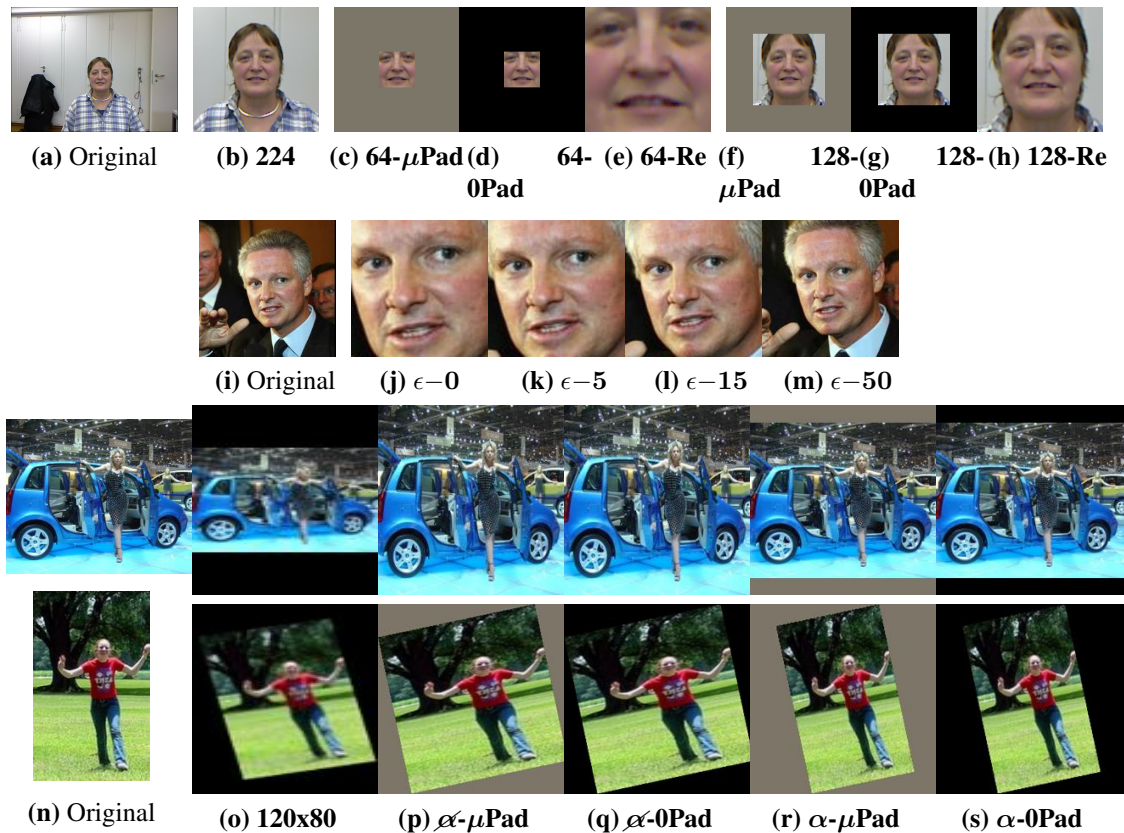 (a) Original (b) 224 (c) 64-μPad (d) 64- (e) 64-Re (f) 128- (g) 128- (h) 128-Re
0Pad μPad 0Pad
(i) Original (j) ϵ−0 (k) ϵ−5 (l) ϵ−15 (m) ϵ−50
(n) Original (o) 120x80 (p) α̸-μPad (q) α̸-0Pad (r) α-μPad (s) α-0Pad